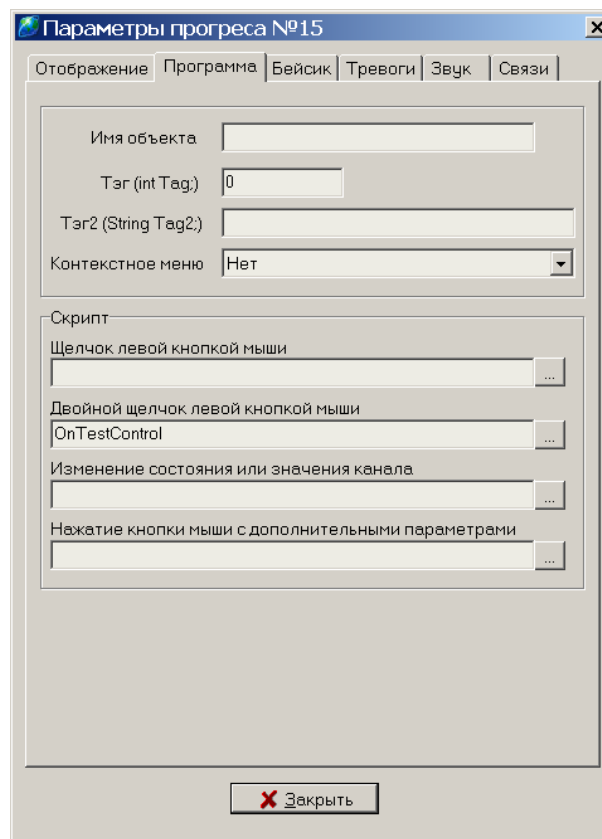 Параметры прогреса №15
Отображение Программа Бейсик Тревоги Звук Связи
Имя объекта
Тэг (int Tag;) 0
Тэг2 (String Tag2;)
Контекстное меню Нет
Скрипт
Щелчок левой кнопкой мыши
...
Двойной щелчок левой кнопкой мыши
OnTestControl ...
Изменение состояния или значения канала
...
Нажатие кнопки мыши с дополнительными параметрами
...
Закрыть